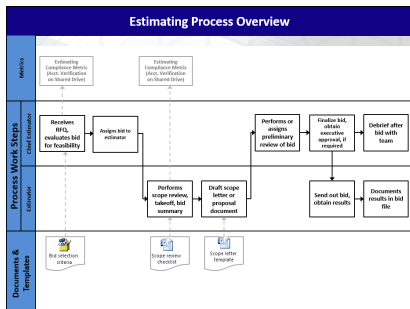 Estimating Process Overview
Metrics
Estimating
Compliance Metric
(Acct. Verification
on Shared Drive)
Estimating
Compliance Metric
(Acct. Verification
on Shared Drive)
Process Work Steps
Chief Estimator
Receives
RFQ,
evaluates bid
for feasibility
Assigns bid to
estimator
Performs or
assigns
preliminary
review of bid
Finalize bid,
obtain
executive
approval, if
required
Debrief after
bid with
team
Estimator
Performs
scope review,
takeoff, bid
summary
Draft scope
letter or
proposal
document
Send out bid,
obtain results
Documents
results in bid
file
Documents &
Templates
Bid selection
criteria
Scope review
checklist
Scope letter
template